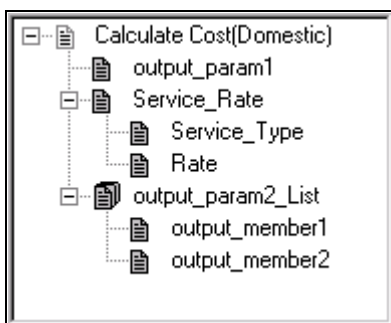 Calculate Cost(Domestic)
output_param1
Service_Rate
Service_Type
Rate
output_param2_List
output_member1
output_member2